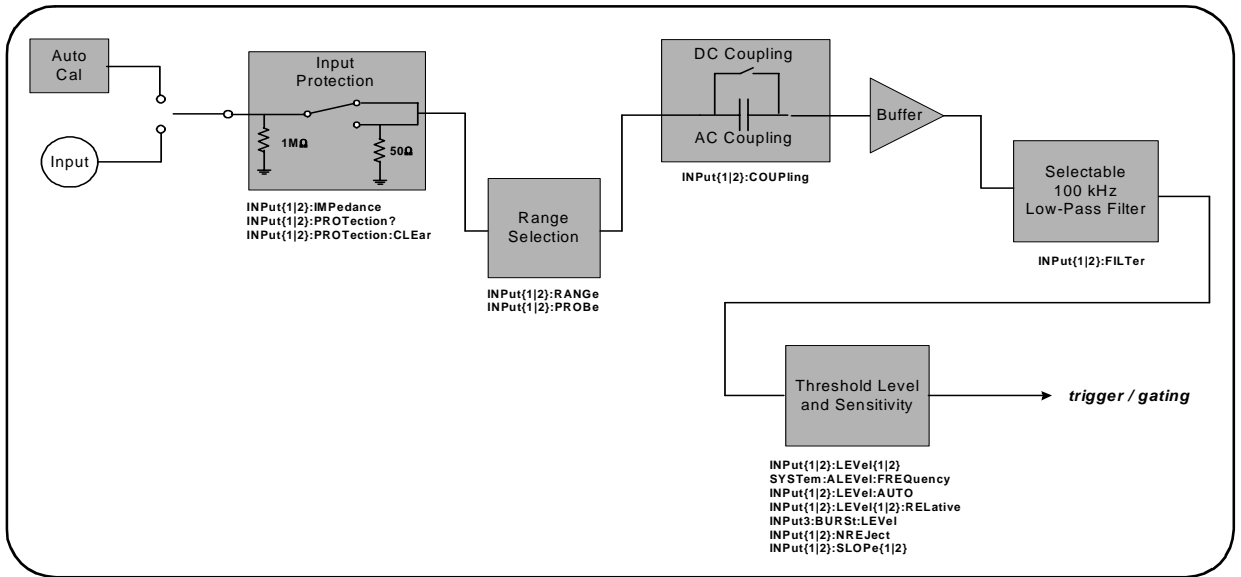 Auto
Cal
Input
Input
Protection
1MΩ
50Ω
INPut{1|2}:IMPedance
INPut{1|2}:PROTection?
INPut{1|2}:PROTection:CLEar
Range
Selection
INPut{1|2}:RANGe
INPut{1|2}:PROBe
DC Coupling
AC Coupling
INPut{1|2}:COUPling
Buffer
Selectable
100 kHz
Low-Pass Filter
INPut{1|2}:FILTer
Threshold Level
and Sensitivity
trigger / gating
INPut{1|2}:LEVel{1|2}
SYSTem:ALEVel:FREQuency
INPut{1|2}:LEVel:AUTO
INPut{1|2}:LEVel{1|2}:RELative
INPut3:BURSt:LEVel
INPut{1|2}:NREJect
INPut{1|2}:SLOPe{1|2}